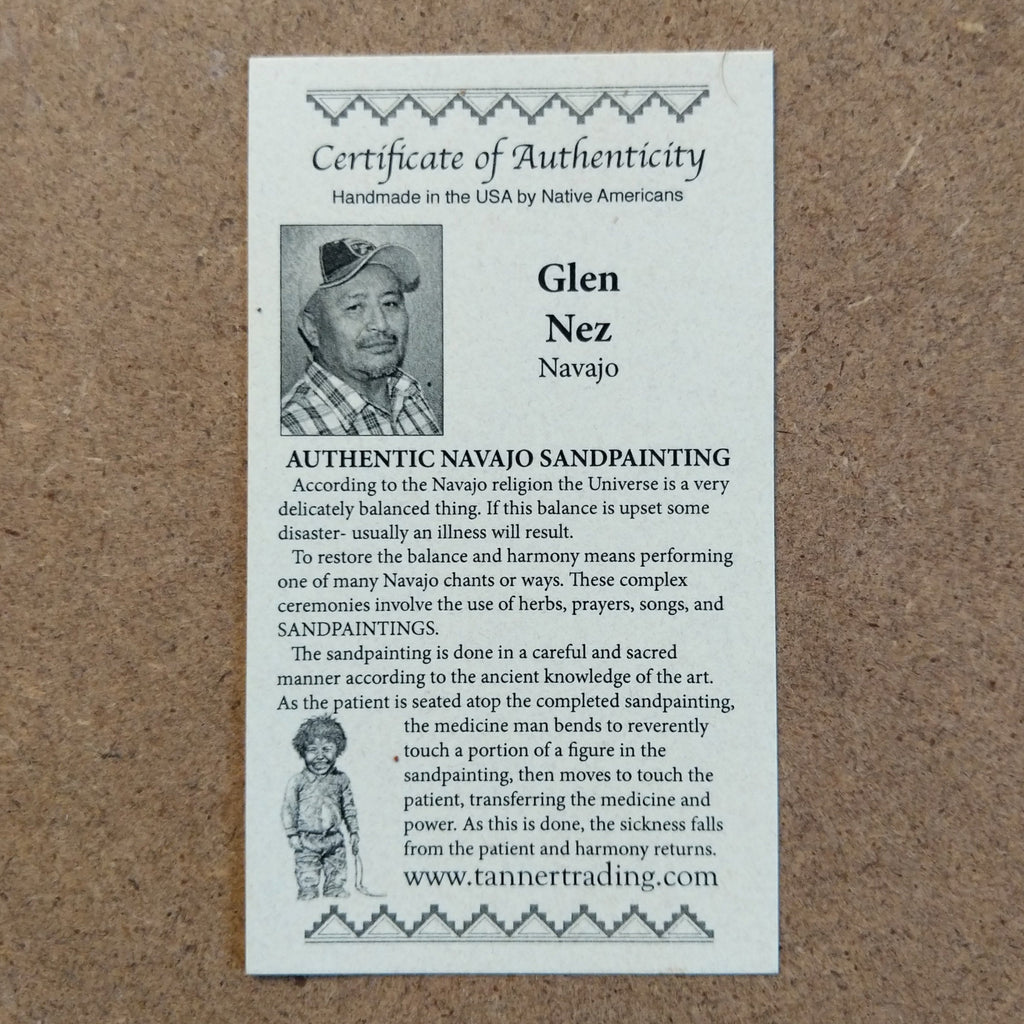 Certificate of Authenticity
Handmade in the USA by Native Americans
Glen
Nez
Navajo
AUTHENTIC NAVAJO SANDPAINTING
According to the Navajo religion the Universe is a very
delicately balanced thing. If this balance is upset some
disaster- usually an illness will result.
To restore the balance and harmony means performing
one of many Navajo chants or ways. These complex
ceremonies involve the use of herbs, prayers, songs, and
SANDPAINTINGS.
The sandpainting is done in a careful and sacred
manner according to the ancient knowledge of the art.
As the patient is seated atop the completed sandpainting,
the medicine man bends to reverently
touch a portion of a figure in the
sandpainting, then moves to touch the
patient, transferring the medicine and
power. As this is done, the sickness falls
from the patient and harmony returns.
www.tannertrading.com